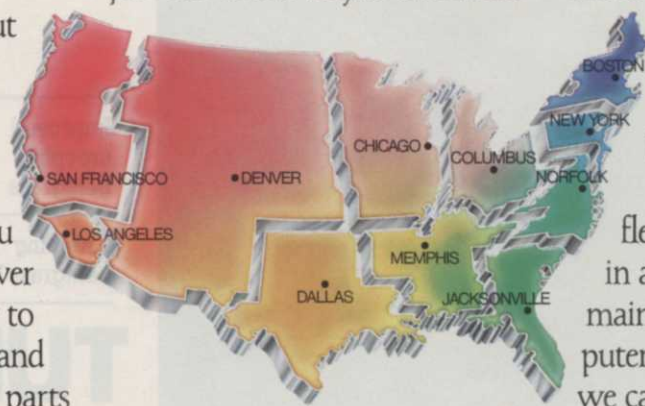 BOSTON
NEW YORK
CHICAGO
COLUMBUS
SAN FRANCISCO
DENVER
NORFOLK
u
fle
LOS ANGELES
in a
ver
MEMPHIS
to
DALLAS
JACKSONVILLE
main
and
puter
parts
we ca